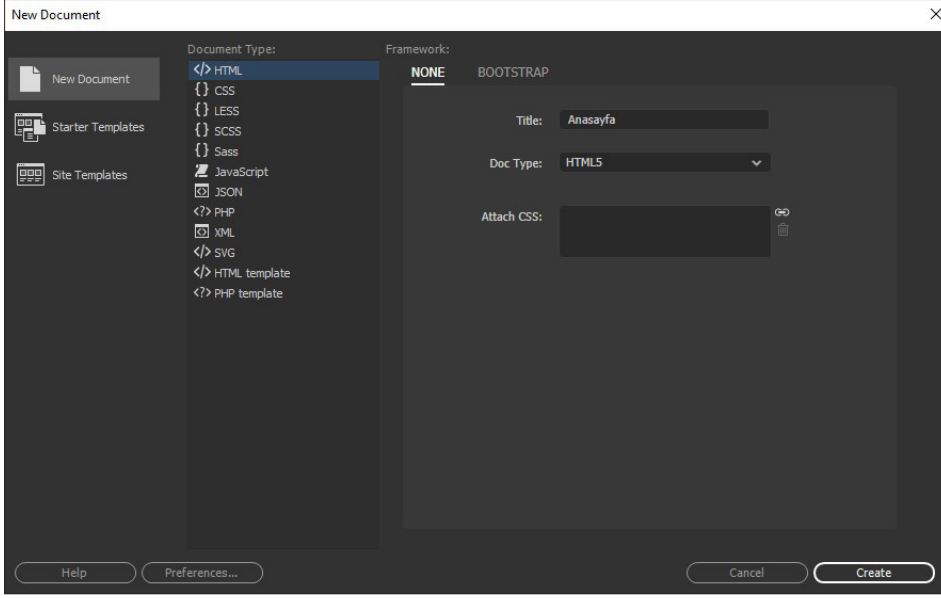 New Document
New Document
Starter Templates
Site Templates
Document Type:
</> HTML
{} CSS
{} LESS
{} SCSS
{} Sass
JavaScript
JSON
<?> PHP
XML
</> SVG
</> HTML template
<?> PHP template
Framework:
NONE BOOTSTRAP
Title: Anasayfa
Doc Type: HTML5
Attach CSS:
Help Preferences... Cancel Create